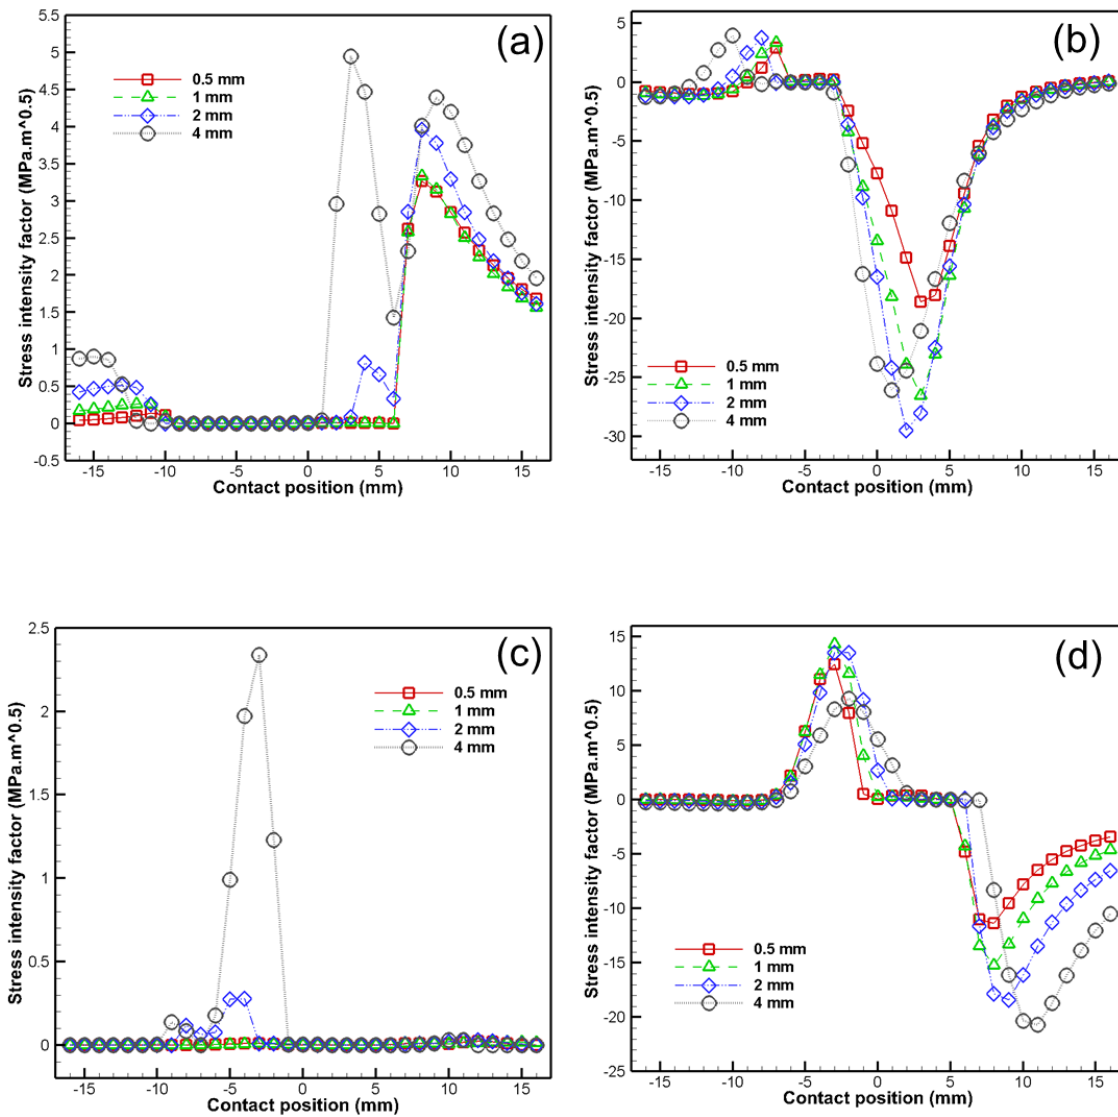 (a)
5.5
5
4.5
4
3.5
3
2.5
2
1.5
1
0.5
0
-0.5
Stress intensity factor (MPa.m^0.5)
0.5 mm
1 mm
2 mm
4 mm
-15 -10 -5 0 5 10 15
Contact position (mm)
(b)
5
0
-5
-10
-15
-20
-25
-30
Stress intensity factor (MPa.m^0.5)
0.5 mm
1 mm
2 mm
4 mm
-15 -10 -5 0 5 10 15
Contact position (mm)
(c)
2.5
2
1.5
1
0.5
0
Stress intensity factor (MPa.m^0.5)
0.5 mm
1 mm
2 mm
4 mm
-15 -10 -5 0 5 10 15
Contact position (mm)
(d)
15
10
5
0
-5
-10
-15
-20
-25
Stress intensity factor (MPa.m^0.5)
0.5 mm
1 mm
2 mm
4 mm
-15 -10 -5 0 5 10 15
Contact position (mm)